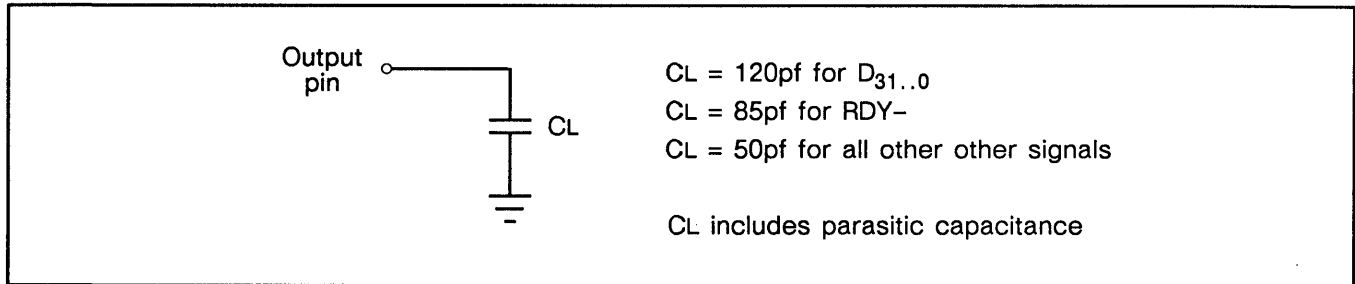 Output
pin
CL
CL = 120pf for D31..0
CL = 85pf for RDY-
CL = 50pf for all other other signals
CL includes parasitic capacitance